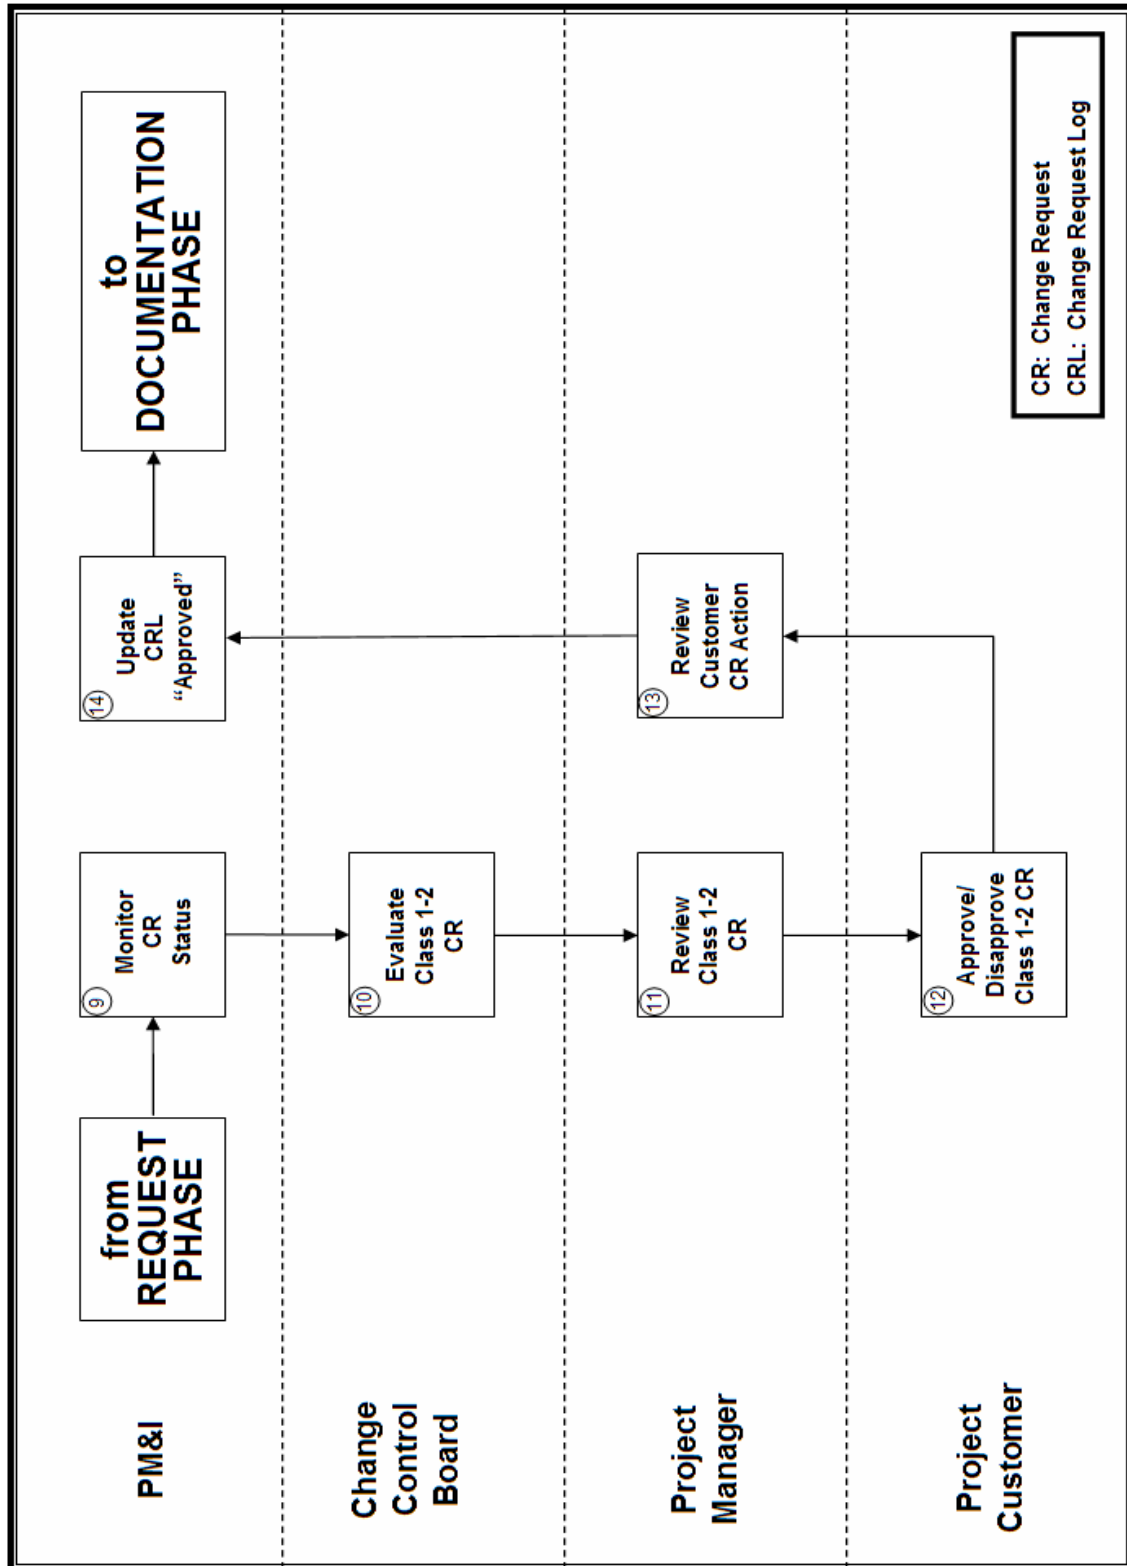 PM&I
from
REQUEST
PHASE
9
Monitor
CR
Status
14
Update
CRL
“Approved”
to
DOCUMENTATION
PHASE
Change
Control
Board
10
Evaluate
Class 1-2
CR
Project
Manager
11
Review
Class 1-2
CR
13
Review
Customer
CR Action
Project
Customer
12
Approve/
Disapprove
Class 1-2 CR
CR: Change Request
CRL: Change Request Log